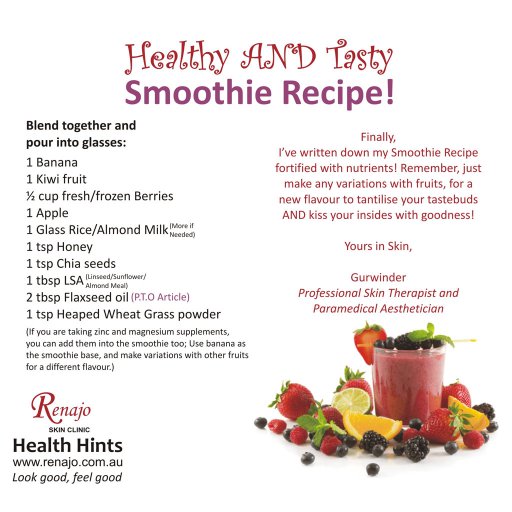 Healthy AND Tasty
Smoothie Recipe!
Blend together and
pour into glasses:
1 Banana
1 Kiwi fruit
½ cup fresh/frozen Berries
1 Apple
1 Glass Rice/Almond Milk (More if Needed)
1 tsp Honey
1 tsp Chia seeds
1 tbsp LSA (Linseed/Sunflower/ Almond Meal)
2 tbsp Flaxseed oil (P.T.O Article)
1 tsp Heaped Wheat Grass powder
(If you are taking zinc and magnesium supplements,
you can add them into the smoothie too; Use banana as
the smoothie base, and make variations with other fruits
for a different flavour.)
Finally,
I've written down my Smoothie Recipe
fortified with nutrients! Remember, just
make any variations with fruits, for a
new flavour to tantilise your tastebuds
AND kiss your insides with goodness!
Yours in Skin,
Gurwinder
Professional Skin Therapist and
Paramedical Aesthetician
Renajo
SKIN CLINIC
Health Hints
www.renajo.com.au
Look good, feel good